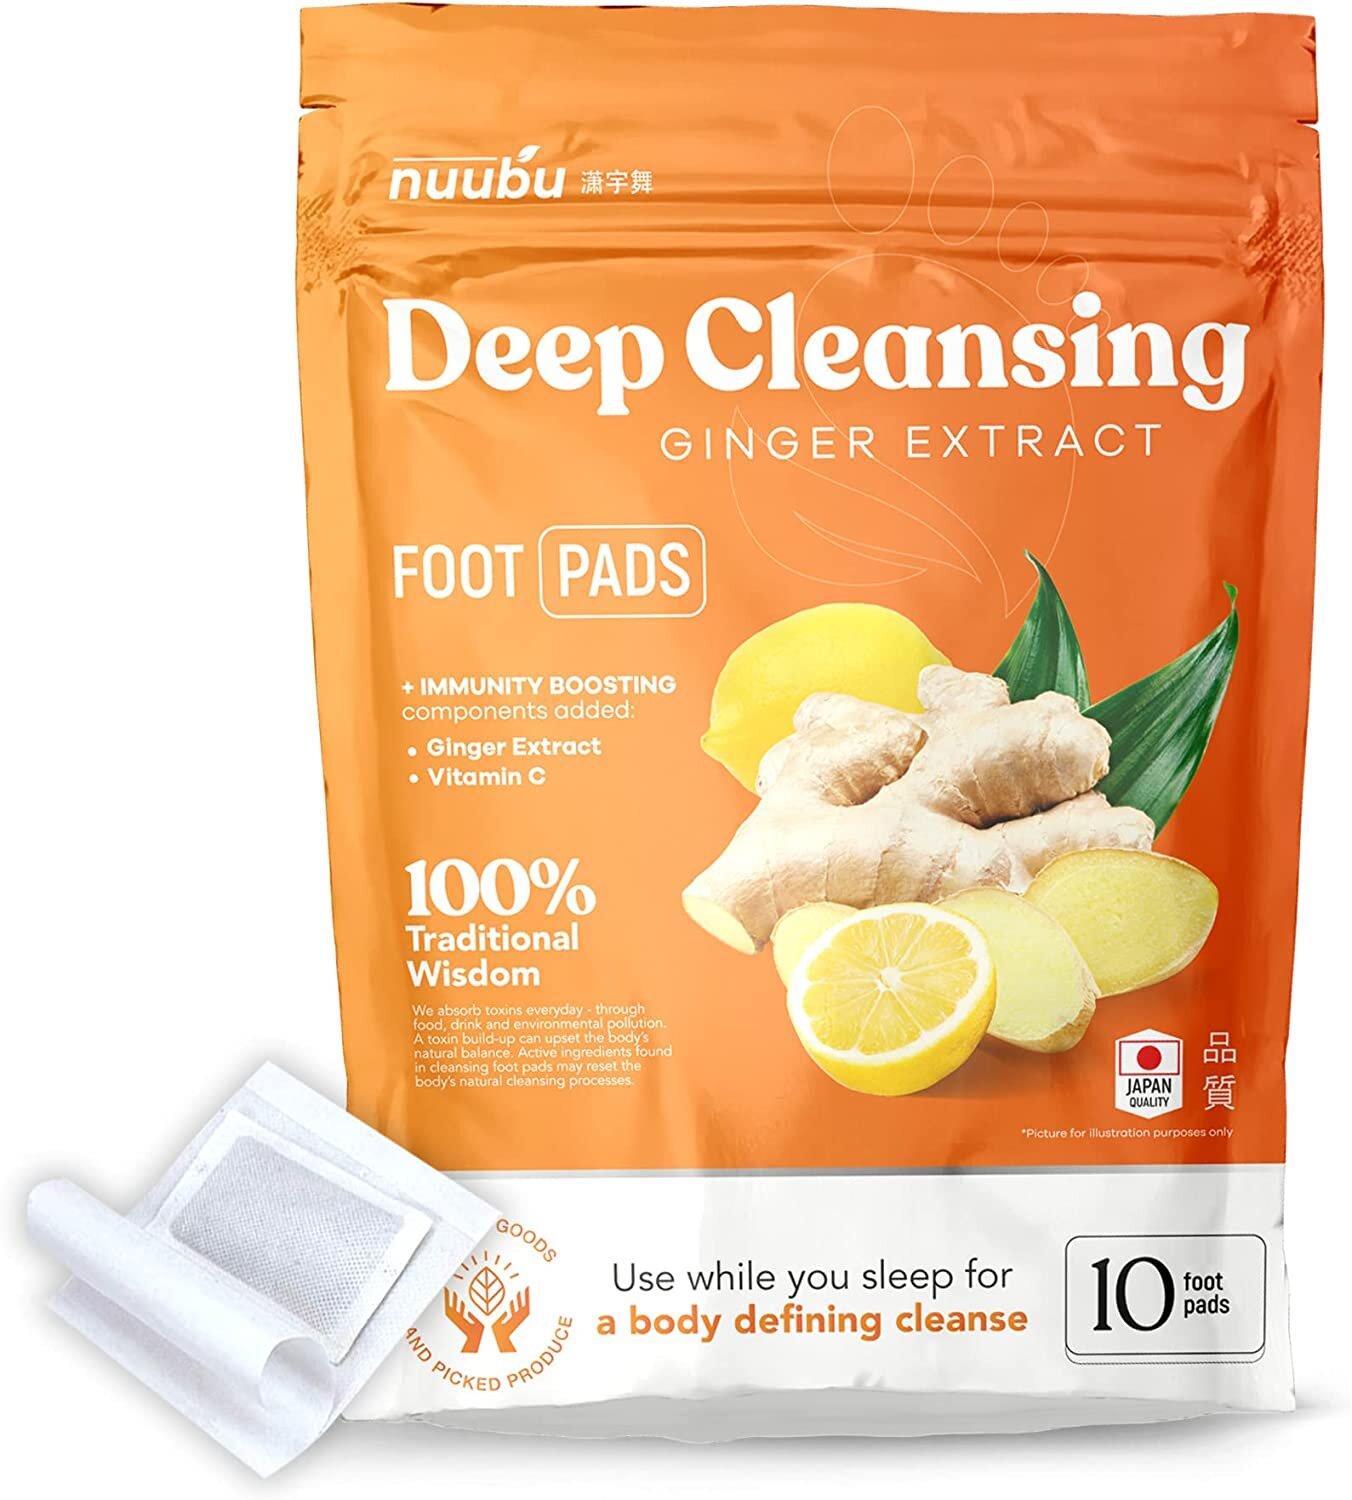 nuubu 潇宇舞
Deep Cleansing
GINGER EXTRACT
FOOT PADS
+ IMMUNITY BOOSTING
components added:
• Ginger Extract
• Vitamin C
100%
Traditional
Wisdom
We absorb toxins everyday - through
food, drink and environmental pollution.
A toxin build-up can upset the body's
natural balance. Active ingredients found
in cleansing foot pads may reset the
body's natural cleansing processes.
JAPAN
QUALITY
品
質
*Picture for illustration purposes only
GOODS
PICKED PRODUCE
Use while you sleep for
a body defining cleanse
10 foot
pads